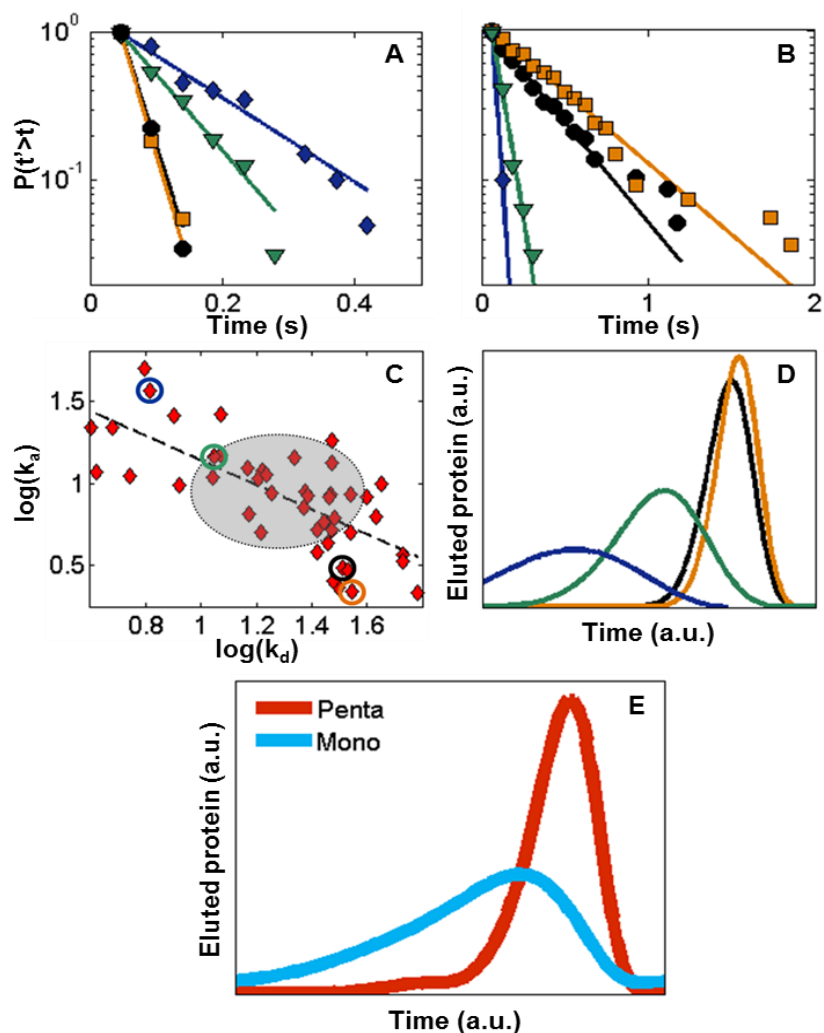 A
P(t'>t)
10⁰
10⁻¹
0
0.2
0.4
Time (s)
B
0
1
2
Time (s)
C
log(kₐ)
1.5
1
0.5
0.8
1
1.2
1.4
1.6
log(k_d)
D
Eluted protein (a.u.)
Time (a.u.)
E
Penta
Mono
Eluted protein (a.u.)
Time (a.u.)